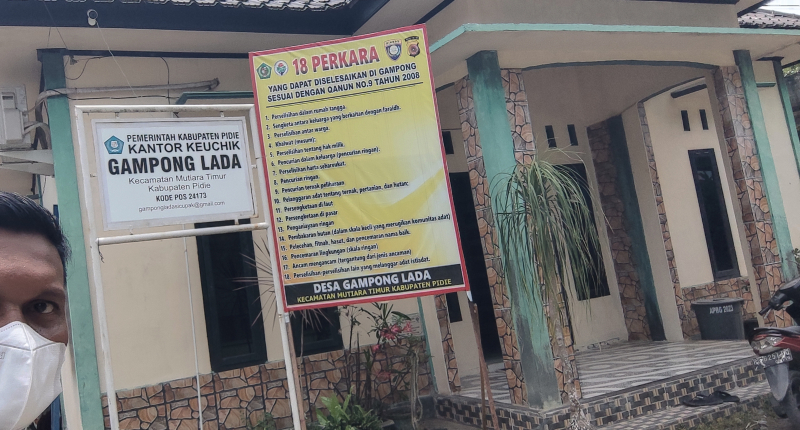 PEMERINTAH KABUPATEN PIDIE
KANTOR KEUCHIK
GAMPONG LADA
Kecamatan Mutiara Timur
Kabupaten Pidie
KODE POS 24173
gampongladaucupak@gmail.com
18 PERKARA
YANG DAPAT DISELESAIKAN DI GAMPONG
SESUAI DENGAN QANUN NO.9 TAHUN 2008
1. Perselisihan dalam rumah tangga.
2. Sengketa antara keluarga yang berkaitan dengan faraidh.
3. Perselisihan antar warga.
4. Khalwat (mesum);
5. Perselisihan tentang hak milik.
6. Pencurian dalam keluarga (pencurian ringan).
7. Perselisihan harta sehareukat.
8. Pencurian ringan.
9. Pencurian ternak peliharaan
10. Pelanggaran adat tentang ternak, pertanian, dan hutan;
11. Persengketaan di laut
12. Persengketaan di pasar
13. Penganiayaan ringan
14. Pembakaran hutan (dalam skala kecil yang merugikan komunitas adat)
15. Pelecehan, fitnah, hasut, dan pencemaran nama baik.
16. Pencemaran lingkungan (skala ringan)
17. Ancam mengancam (tergantung dari jenis ancaman)
18. Perselisihan-perselisihan lain yang melanggar adat istiadat.
DESA GAMPONG LADA
KECAMATAN MUTIARA TIMUR KABUPATEN PIDIE
APBG 2023